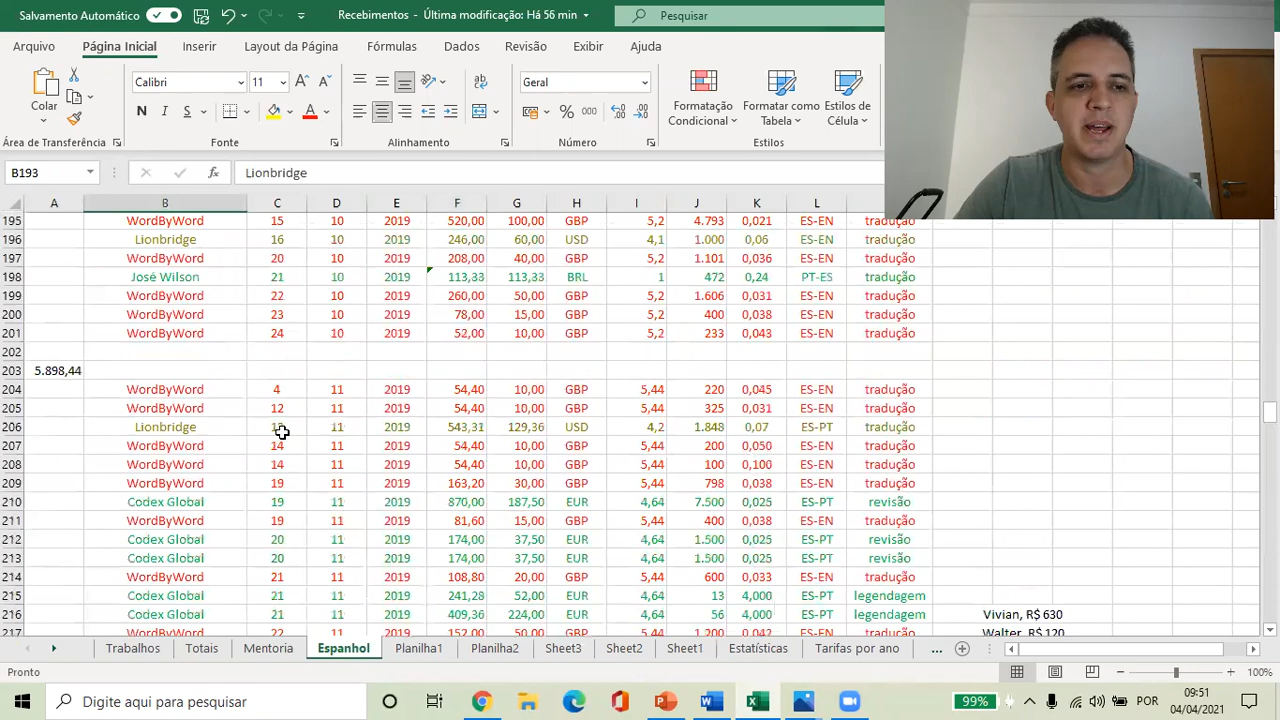 Salvamento Automático Recebimentos - Última modificação: Há 56 min Pesquisar
Arquivo Página Inicial Inserir Layout da Página Fórmulas Dados Revisão Exibir Ajuda
Calibri 11 Geral
Colar N I S 000 Formatação Condicional Formatar como Tabela Estilos de Célula
Área de Transferência Fonte Alinhamento Número Estilos
B193 fx Lionbridge
A B C D E F G H I J K L
195 WordByWord 15 10 2019 520,00 100,00 GBP 5,2 4.793 0,021 ES-EN tradução
196 Lionbridge 16 10 2019 246,00 60,00 USD 4,1 1.000 0,06 ES-EN tradução
197 WordByWord 20 10 2019 208,00 40,00 GBP 5,2 1.101 0,036 ES-EN tradução
198 José Wilson 21 10 2019 113,33 113,33 BRL 1 472 0,24 PT-ES tradução
199 WordByWord 22 10 2019 260,00 50,00 GBP 5,2 1.606 0,031 ES-EN tradução
200 WordByWord 23 10 2019 78,00 15,00 GBP 5,2 400 0,038 ES-EN tradução
201 WordByWord 24 10 2019 52,00 10,00 GBP 5,2 233 0,043 ES-EN tradução
202
203 5.898,44
204 WordByWord 4 11 2019 54,40 10,00 GBP 5,44 220 0,045 ES-EN tradução
205 WordByWord 12 11 2019 54,40 10,00 GBP 5,44 325 0,031 ES-EN tradução
206 Lionbridge 11 2019 543,31 129,36 USD 4,2 1.848 0,07 ES-PT tradução
207 WordByWord 14 11 2019 54,40 10,00 GBP 5,44 200 0,050 ES-EN tradução
208 WordByWord 14 11 2019 54,40 10,00 GBP 5,44 100 0,100 ES-EN tradução
209 WordByWord 19 11 2019 163,20 30,00 GBP 5,44 798 0,038 ES-EN tradução
210 Codex Global 19 11 2019 870,00 187,50 EUR 4,64 7.500 0,025 ES-PT revisão
211 WordByWord 19 11 2019 81,60 15,00 GBP 5,44 400 0,038 ES-EN tradução
212 Codex Global 20 11 2019 174,00 37,50 EUR 4,64 1.500 0,025 ES-PT revisão
213 Codex Global 20 11 2019 174,00 37,50 EUR 4,64 1.500 0,025 ES-PT revisão
214 WordByWord 21 11 2019 108,80 20,00 GBP 5,44 600 0,033 ES-EN tradução
215 Codex Global 21 11 2019 241,28 52,00 EUR 4,64 13 4,000 ES-PT legendagem
216 Codex Global 21 11 2019 409,36 224,00 EUR 4,64 56 4,000 ES-PT legendagem Vivian, R$ 630
217 WordByWord 22 11 2019 152,00 50,00 GBP 5,44 1.200 0,042 ES-EN tradução Walter, R$ 120
Trabalhos Totais Mentoria Espanhol Planilha1 Planilha2 Sheet3 Sheet2 Sheet1 Estatísticas Tarifas por ano ...
Pronto 100%
Digite aqui para pesquisar 99% POR 09:51
04/04/2021